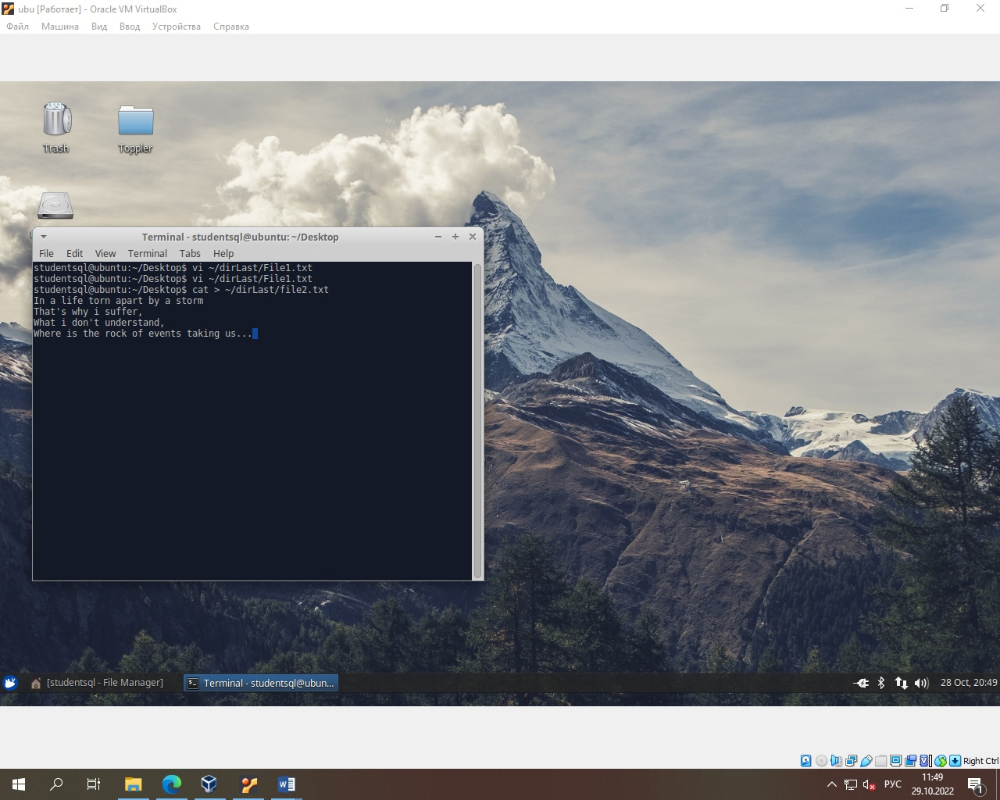 ubu [Работает] - Oracle VM VirtualBox
Файл Машина Вид Ввод Устройства Справка
Trash
Toppler
Terminal - studentsql@ubuntu: ~/Desktop
File Edit View Terminal Tabs Help
studentsql@ubuntu:~/Desktop$ vi ~/dirLast/File1.txt
studentsql@ubuntu:~/Desktop$ vi ~/dirLast/File1.txt
studentsql@ubuntu:~/Desktop$ cat > ~/dirLast/file2.txt
In a life torn apart by a storm
That's why i suffer,
What i don't understand,
Where is the rock of events taking us...
[studentsql - File Manager]
Terminal - studentsql@ubun...
28 Oct, 20:49
Right Ctrl
РУС
11:49
29.10.2022
1